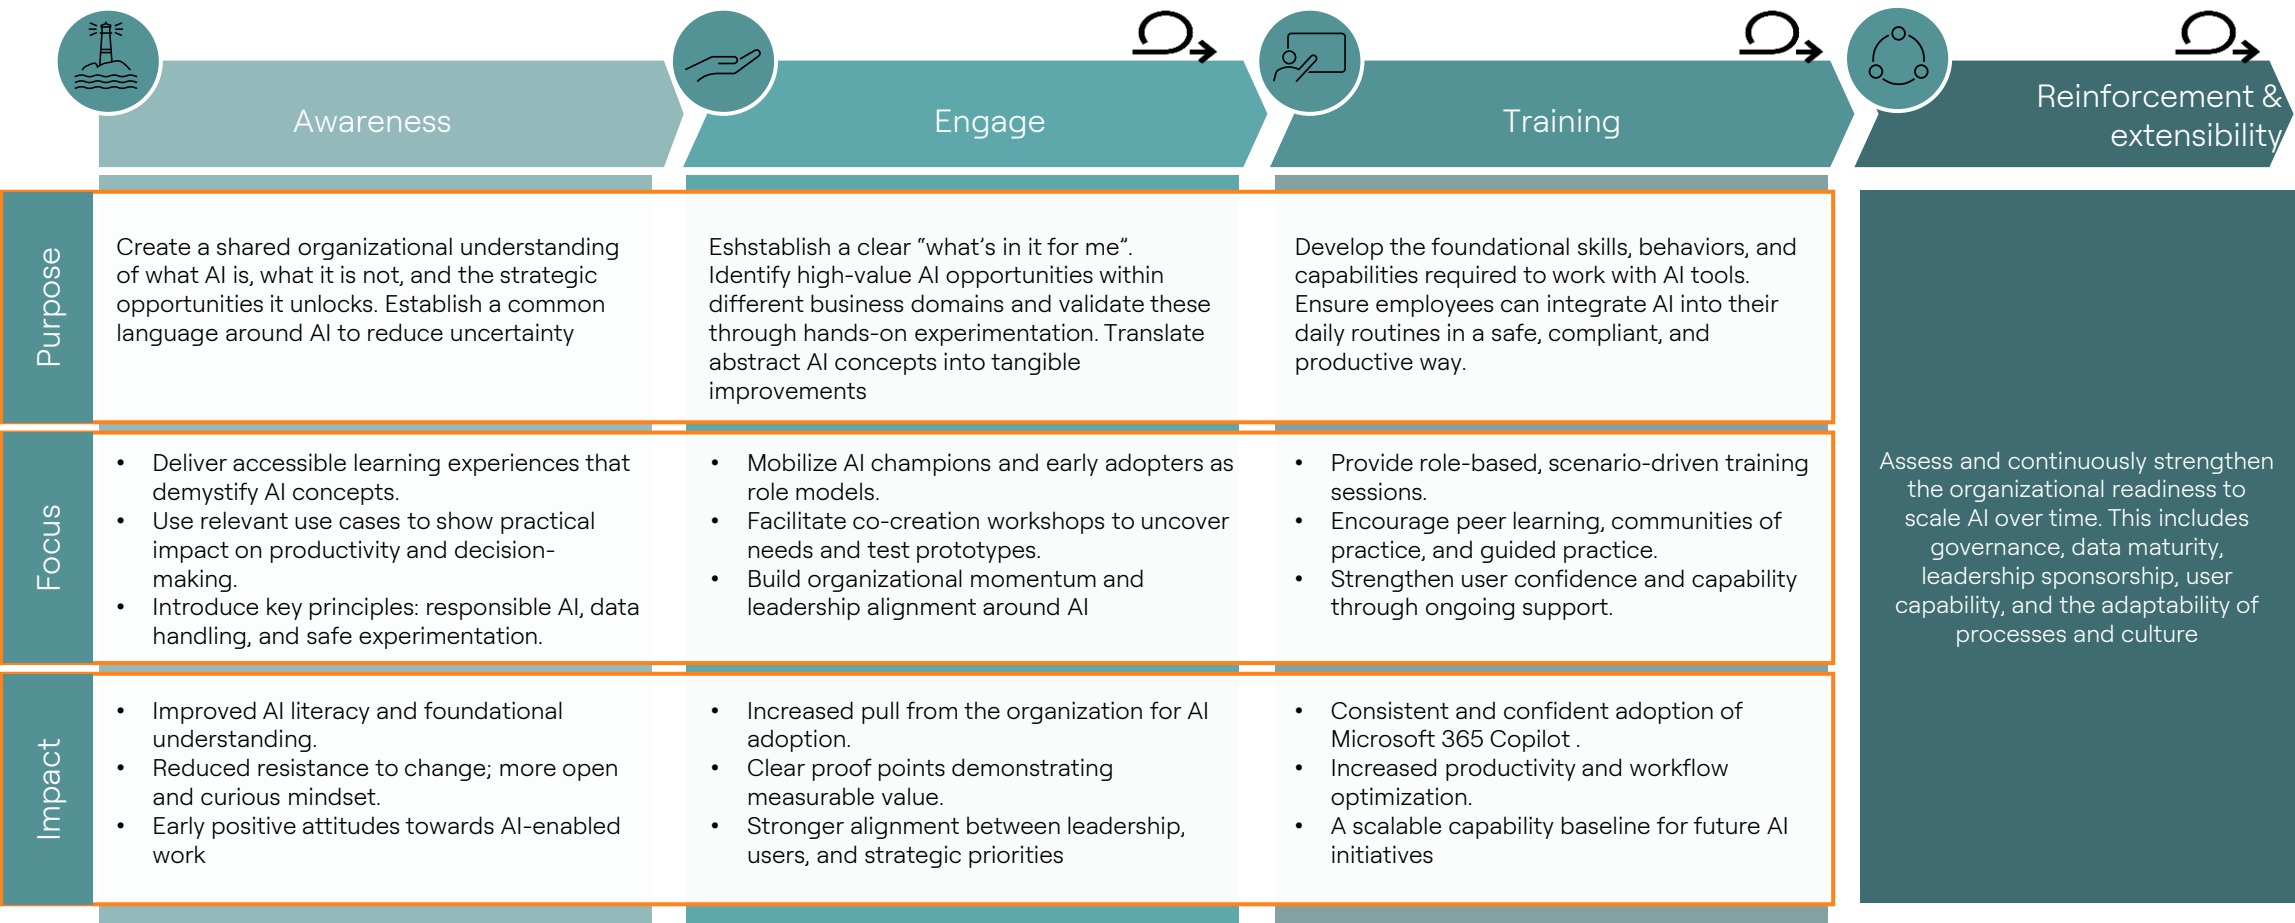 Awareness
Engage
Training
Reinforcement &
extensibility
Purpose
Create a shared organizational understanding
of what AI is, what it is not, and the strategic
opportunities it unlocks. Establish a common
language around AI to reduce uncertainty
Eshstablish a clear “what’s in it for me”.
Identify high-value AI opportunities within
different business domains and validate these
through hands-on experimentation. Translate
abstract AI concepts into tangible
improvements
Develop the foundational skills, behaviors, and
capabilities required to work with AI tools.
Ensure employees can integrate AI into their
daily routines in a safe, compliant, and
productive way.
Focus
• Deliver accessible learning experiences that
demystify AI concepts.
• Use relevant use cases to show practical
impact on productivity and decision-
making.
• Introduce key principles: responsible AI, data
handling, and safe experimentation.
• Mobilize AI champions and early adopters as
role models.
• Facilitate co-creation workshops to uncover
needs and test prototypes.
• Build organizational momentum and
leadership alignment around AI
• Provide role-based, scenario-driven training
sessions.
• Encourage peer learning, communities of
practice, and guided practice.
• Strengthen user confidence and capability
through ongoing support.
Impact
• Improved AI literacy and foundational
understanding.
• Reduced resistance to change; more open
and curious mindset.
• Early positive attitudes towards AI-enabled
work
• Increased pull from the organization for AI
adoption.
• Clear proof points demonstrating
measurable value.
• Stronger alignment between leadership,
users, and strategic priorities
• Consistent and confident adoption of
Microsoft 365 Copilot .
• Increased productivity and workflow
optimization.
• A scalable capability baseline for future AI
initiatives
Assess and continuously strengthen
the organizational readiness to
scale AI over time. This includes
governance, data maturity,
leadership sponsorship, user
capability, and the adaptability of
processes and culture